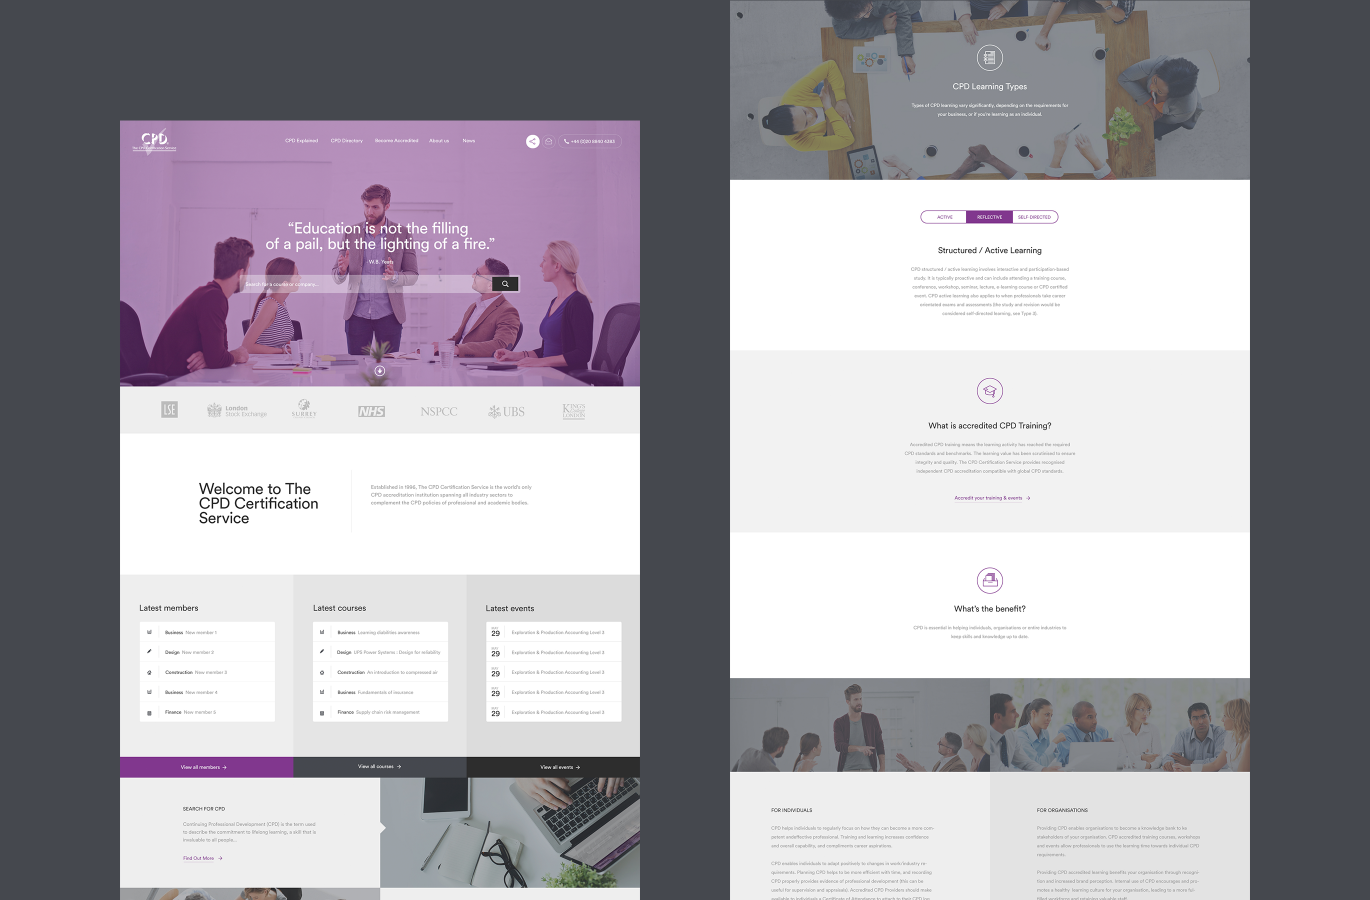 CPD
The CPD Certification Service
CPD Explained
CPD Directory
Become Accredited
About us
News
+44 (0)20 8840 4383
“Education is not the filling
of a pail, but the lighting of a fire.”
W.B. Yeats
Search for a course or company...
LSE
London
Stock Exchange
SURREY
NHS
NSPCC
UBS
KING'S
College
LONDON
Welcome to The
CPD Certification
Service
Established in 1996, The CPD Certification Service is the world's only
CPD accreditation institution spanning all industry sectors to
complement the CPD policies of professional and academic bodies.
Latest members
Business New member 1
Design New member 2
Construction New member 3
Business New member 4
Finance New member 5
View all members
Latest courses
Business Learning disabilities awareness
Design UPS Power Systems : Design for reliability
Construction An introduction to compressed air
Business Fundamentals of insurance
Finance Supply chain risk management
View all courses
Latest events
29 Exploration & Production Accounting Level 3
29 Exploration & Production Accounting Level 3
29 Exploration & Production Accounting Level 3
29 Exploration & Production Accounting Level 3
29 Exploration & Production Accounting Level 3
View all events
SEARCH FOR CPD
Continuing Professional Development (CPD) is the term used
to describe the commitment to lifelong learning, a skill that is
invaluable to all people...
Find Out More
CPD Learning Types
Types of CPD learning vary significantly, depending on the requirements for
your business, or if you're learning as an individual.
ACTIVE
REFLECTIVE
SELF-DIRECTED
Structured / Active Learning
CPD structured / active learning involves interactive and participation-based
study. It is typically proactive and can include attending a training course,
conference, workshop, seminar, lecture, e-learning course or CPD certified
event. CPD active learning also applies to when professionals take career
orientated exams and assessments (the study and revision would be
considered self-directed learning, see Type 3).
What is accredited CPD Training?
Accredited CPD training means the learning activity has reached the required
CPD standards and benchmarks. The learning value has been scrutinised to ensure
integrity and quality. The CPD Certification Service provides recognised
independent CPD accreditation compatible with global CPD standards.
Accredit your training & events
What's the benefit?
CPD is essential in helping individuals, organisations or entire industries to
keep skills and knowledge up to date.
FOR INDIVIDUALS
CPD helps individuals to regularly focus on how they can become a more com-
petent and effective professional. Training and learning increases confidence
and overall capability, and compliments career aspirations.
CPD enables individuals to adapt positively to changes in work/industry re-
quirements. Planning CPD helps to be more efficient with time, and recording
CPD properly provides evidence of professional development (this can be
useful for supervision and appraisals). Accredited CPD Providers should make
available to individuals a Certificate of Attendance to attach to their CPD log
FOR ORGANISATIONS
Providing CPD enables organisations to become a knowledge bank to its
stakeholders of your organisation. CPD accredited training courses, workshops
and events allow professionals to use the learning time towards individual CPD
requirements.
Providing CPD accredited learning benefits your organisation through recogni-
tion and increased brand perception. Internal use of CPD encourages and pro-
motes a healthy learning culture for your organisation, leading to a more ful-
filled workforce and retaining valuable staff.